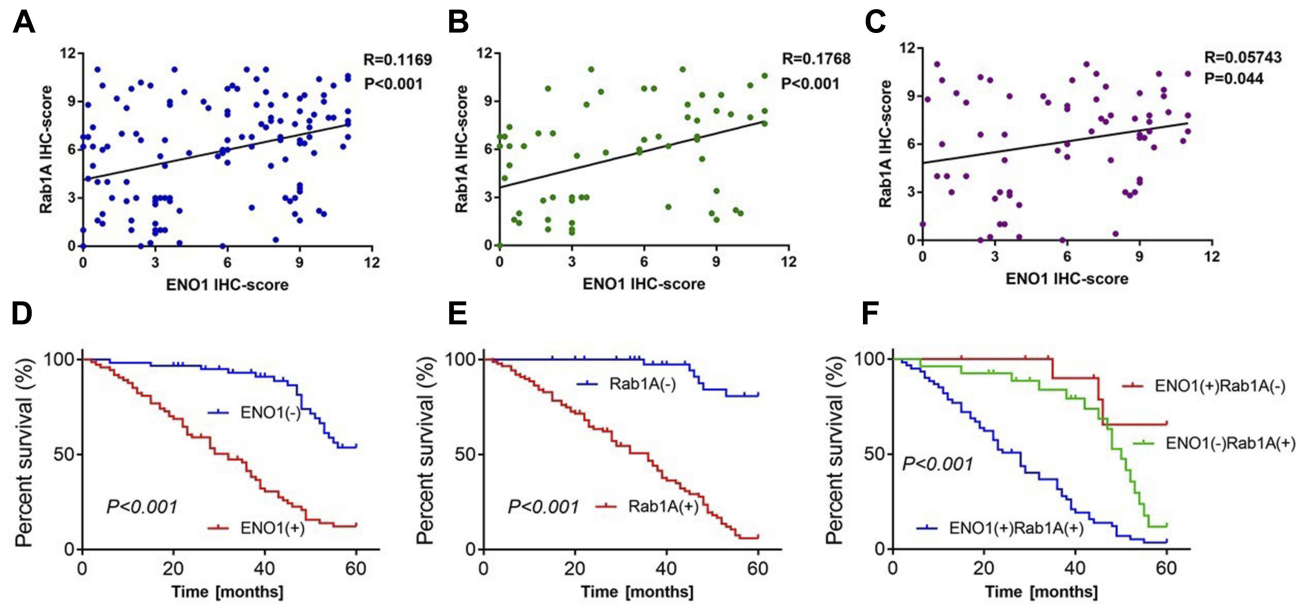 A
B
C
R=0.1169
P<0.001
R=0.1768
P<0.001
R=0.05743
P=0.044
Rab1A IHC-score
12
9
6
3
0
0 3 6 9 12
ENO1 IHC-score
Rab1A IHC-score
12
9
6
3
0
0 3 6 9 12
ENO1 IHC-score
Rab1A IHC-score
12
9
6
3
0
0 3 6 9 12
ENO1 IHC-score
D
E
F
Percent survival (%)
100
50
0
ENO1(-)
P<0.001
ENO1(+)
0 20 40 60
Time [months]
Percent survival (%)
100
50
0
Rab1A(-)
P<0.001
Rab1A(+)
0 20 40 60
Time [months]
Percent survival (%)
100
50
0
ENO1(+)Rab1A(-)
ENO1(-)Rab1A(+)
P<0.001
ENO1(+)Rab1A(+)
0 20 40 60
Time [months]